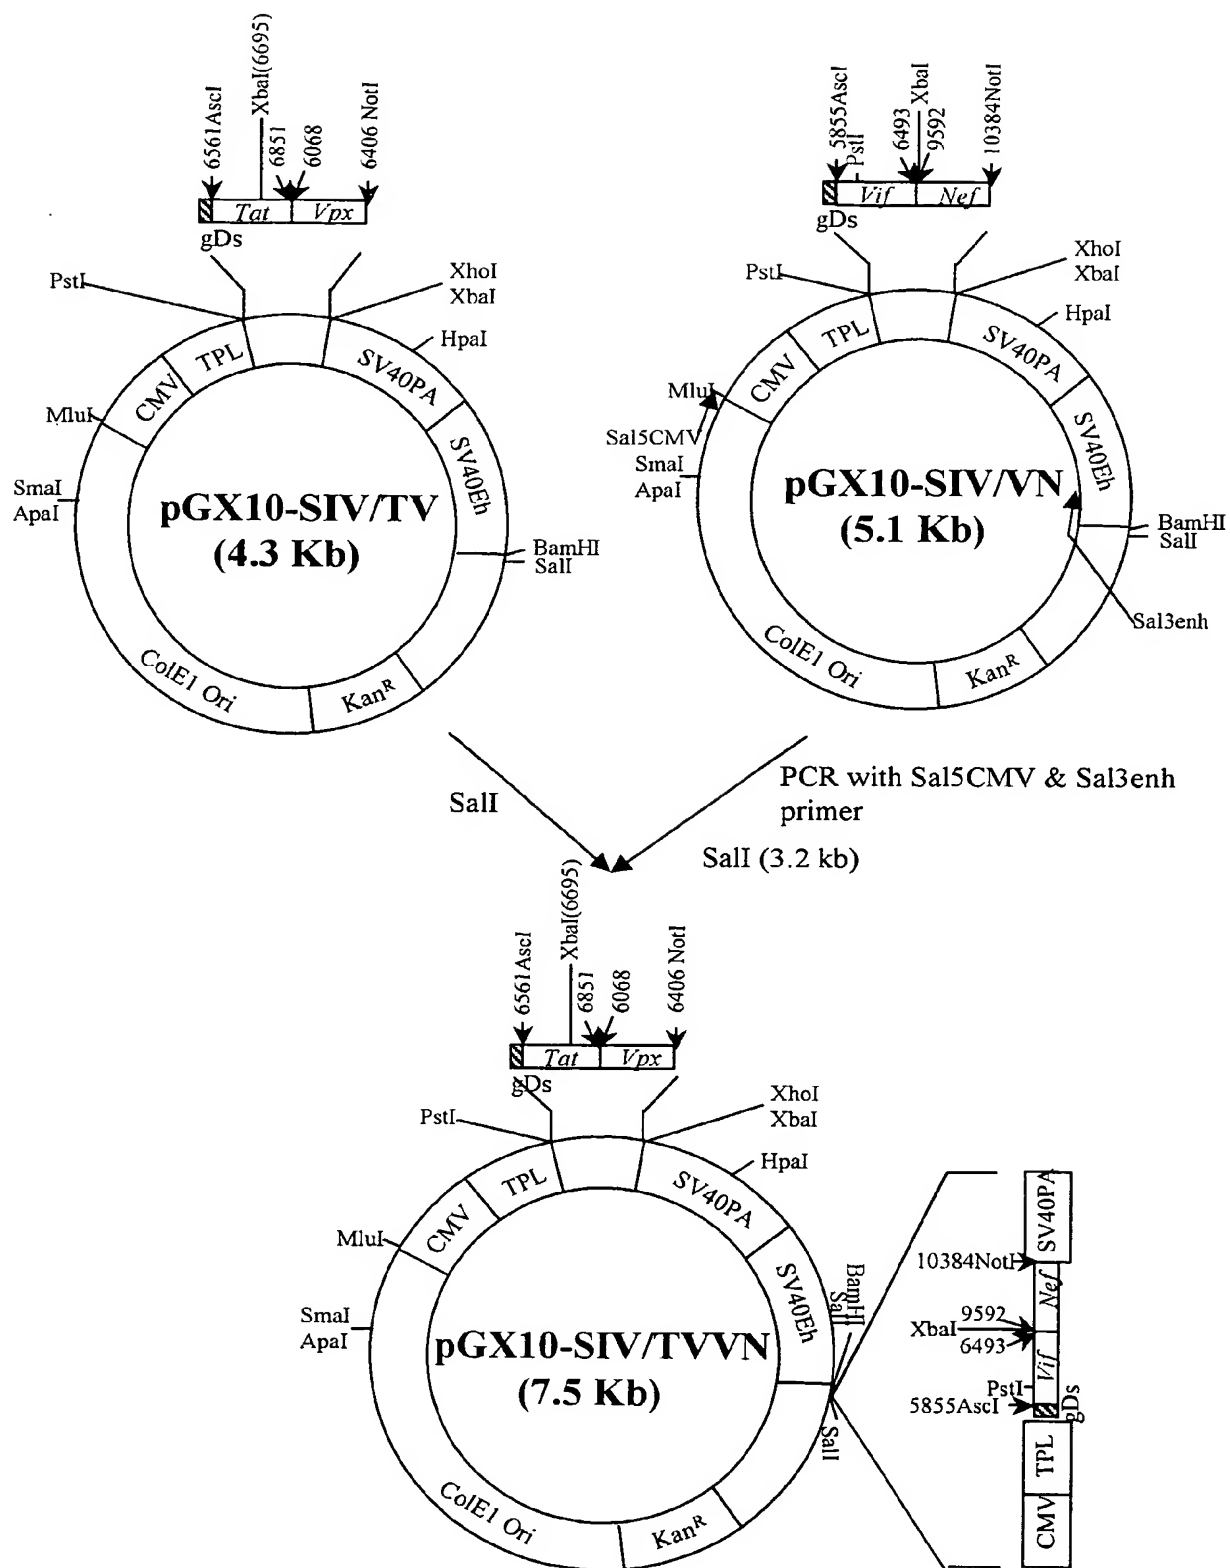 6561AscI
XbaI(6695)
6851
6068
6406 NotI
Tat
Vpx
gDs
PstI
XhoI
XbaI
HpaI
TPL
SV40PA
CMV
MluI
SV40Eh
SmaI
ApaI
pGX10-SIV/TV
(4.3 Kb)
BamHI
SalI
ColE1 Ori
KanR
5855AscI
PstI
6493
XbaI
9592
10384NotI
Vif
Nef
gDs
PstI
XhoI
XbaI
HpaI
TPL
SV40PA
CMV
MluI
Sal5CMV
SV40Eh
SmaI
ApaI
pGX10-SIV/VN
(5.1 Kb)
BamHI
SalI
Sal3enh
ColE1 Ori
KanR
SalI
PCR with Sal5CMV & Sal3enh
primer
SalI (3.2 kb)
6561AscI
XbaI(6695)
6851
6068
6406 NotI
Tat
Vpx
gDs
PstI
XhoI
XbaI
HpaI
TPL
SV40PA
CMV
MluI
SV40Eh
BamHI
SalI
SmaI
ApaI
pGX10-SIV/TVVN
(7.5 Kb)
SalI
ColE1 Ori
KanR
SV40PA
10384NotI
Nef
9592
XbaI
6493
Vif
PstI
5855AscI
gDs
TPL
CMV